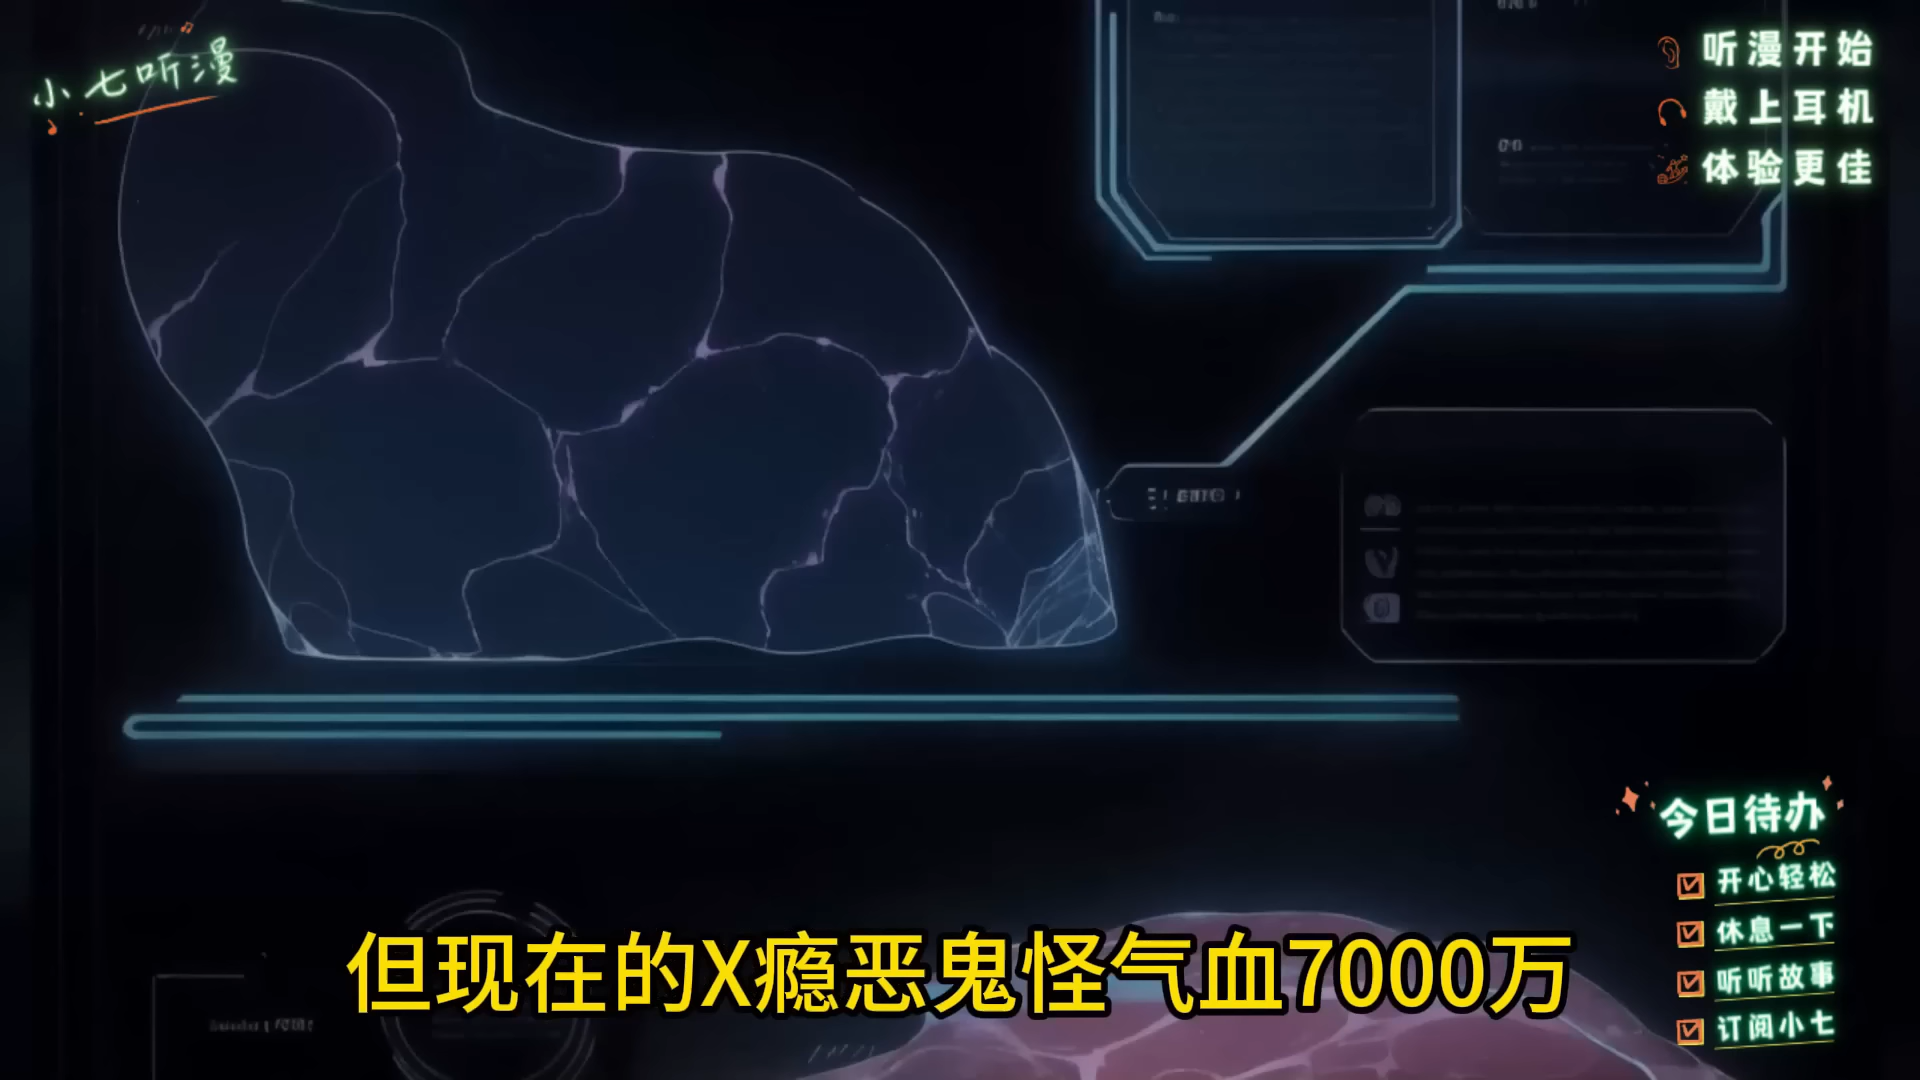 小七听漫
听漫开始
戴上耳机
体验更佳
今日待办
开心轻松
休息一下
听听故事
订阅小七
但现在的X瘾恶鬼怪气血7000万